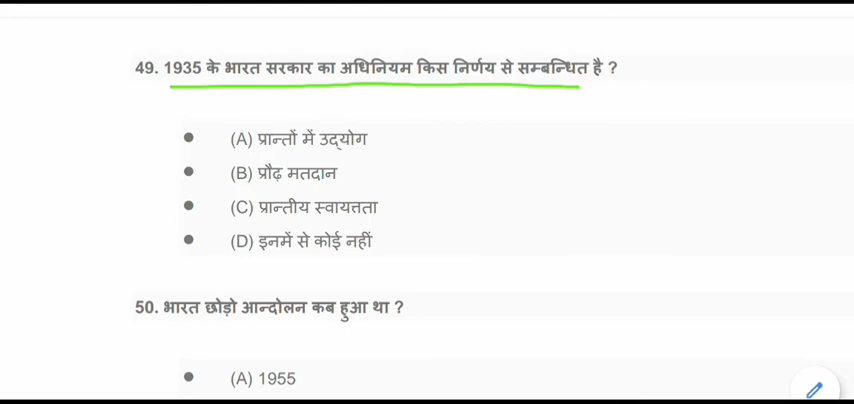 49. 1935 के भारत सरकार का अधिनियम किस निर्णय से सम्बन्धित है ?
(A) प्रान्तों में उद्योग
(B) प्रौढ़ मतदान
(C) प्रान्तीय स्वायत्तता
(D) इनमें से कोई नहीं
50. भारत छोड़ो आन्दोलन कब हुआ था ?
(A) 1955